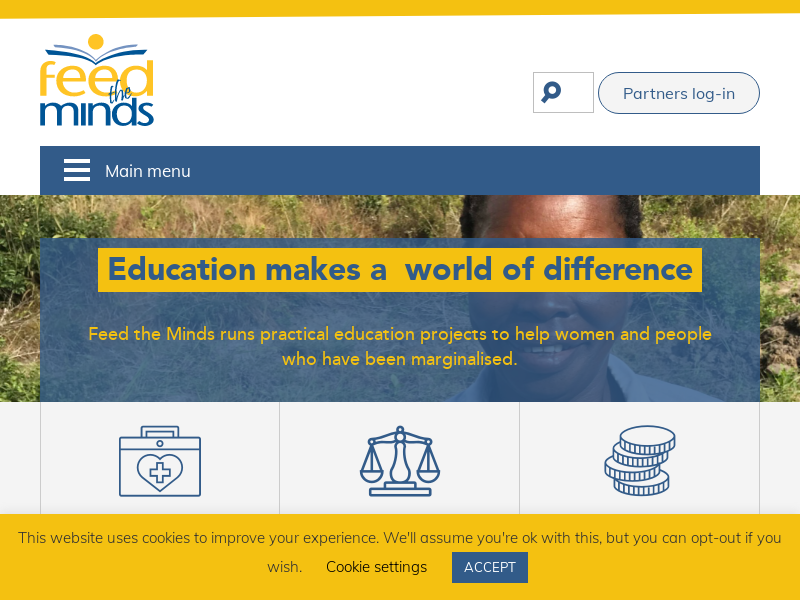 feed
the
minds
Partners log-in
Main menu
Education makes a world of difference
Feed the Minds runs practical education projects to help women and people
who have been marginalised.
This website uses cookies to improve your experience. We'll assume you're ok with this, but you can opt-out if you
wish. Cookie settings ACCEPT